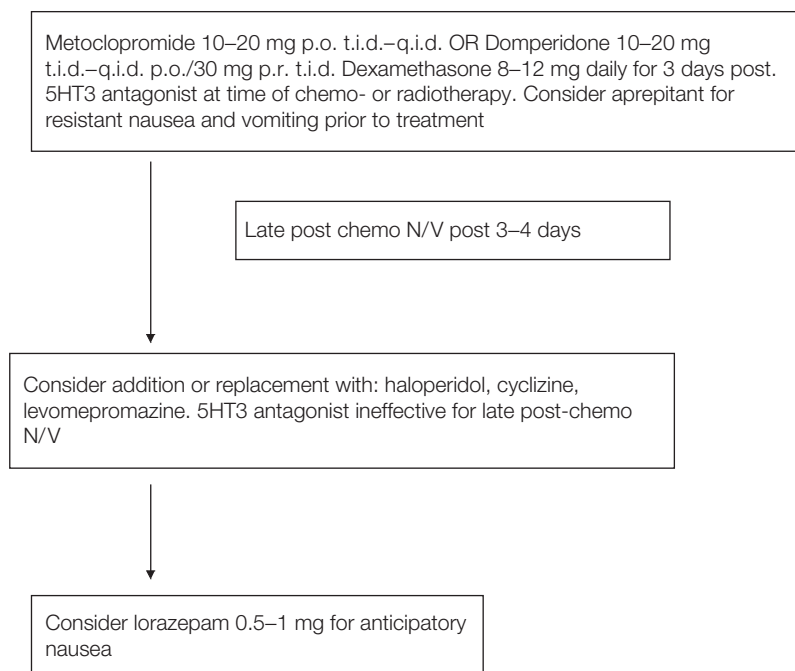 Metoclopromide 10–20 mg p.o. t.i.d.–q.i.d. OR Domperidone 10–20 mg
t.i.d.–q.i.d. p.o./30 mg p.r. t.i.d. Dexamethasone 8–12 mg daily for 3 days post.
5HT3 antagonist at time of chemo- or radiotherapy. Consider aprepitant for
resistant nausea and vomiting prior to treatment
Late post chemo N/V post 3–4 days
Consider addition or replacement with: haloperidol, cyclizine,
levomepromazine. 5HT3 antagonist ineffective for late post-chemo
N/V
Consider lorazepam 0.5–1 mg for anticipatory
nausea